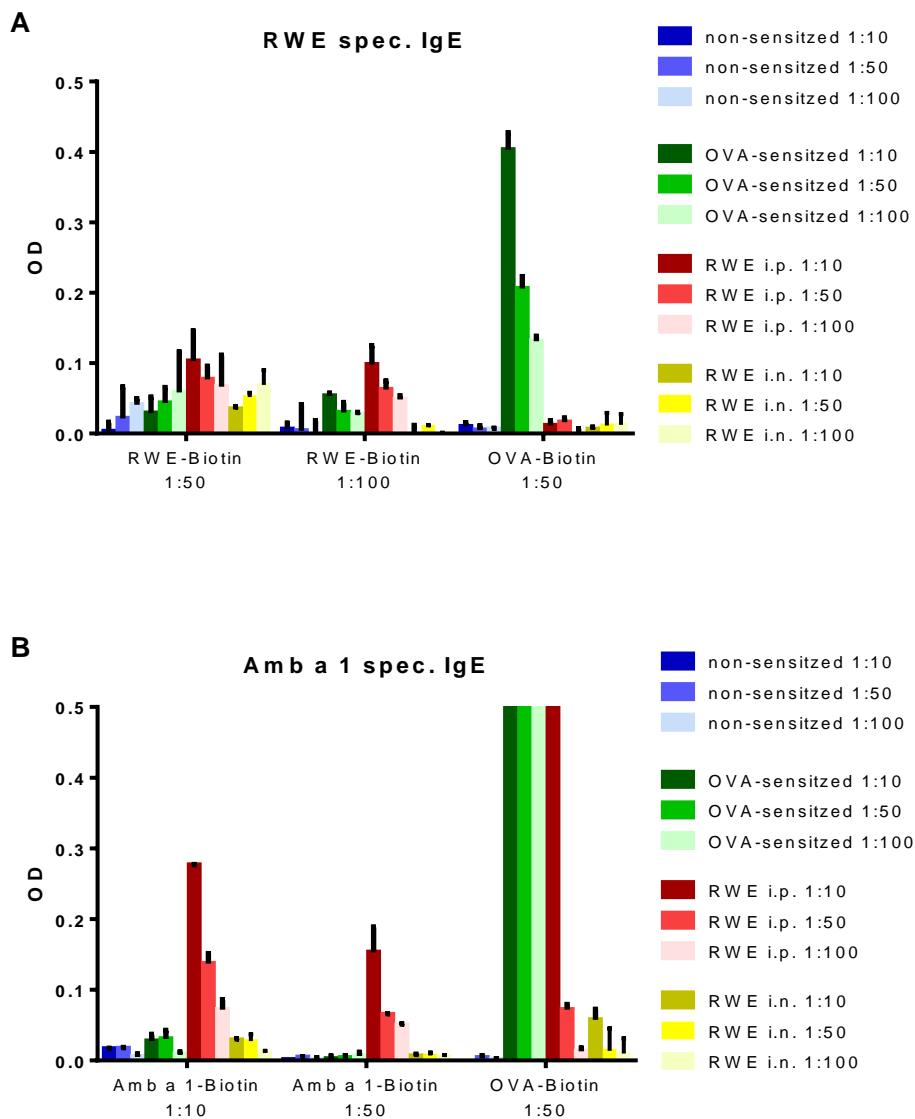 A
RWE spec. IgE
OD
0.5
0.4
0.3
0.2
0.1
0.0
RWE-Biotin
1:50
RWE-Biotin
1:100
OVA-Biotin
1:50
non-sensitzed 1:10
non-sensitzed 1:50
non-sensitzed 1:100
OVA-sensitzed 1:10
OVA-sensitzed 1:50
OVA-sensitzed 1:100
RWE i.p. 1:10
RWE i.p. 1:50
RWE i.p. 1:100
RWE i.n. 1:10
RWE i.n. 1:50
RWE i.n. 1:100
B
Amb a 1 spec. IgE
OD
0.5
0.4
0.3
0.2
0.1
0.0
Amb a 1-Biotin
1:10
Amb a 1-Biotin
1:50
OVA-Biotin
1:50
non-sensitzed 1:10
non-sensitzed 1:50
non-sensitzed 1:100
OVA-sensitzed 1:10
OVA-sensitzed 1:50
OVA-sensitzed 1:100
RWE i.p. 1:10
RWE i.p. 1:50
RWE i.p. 1:100
RWE i.n. 1:10
RWE i.n. 1:50
RWE i.n. 1:100